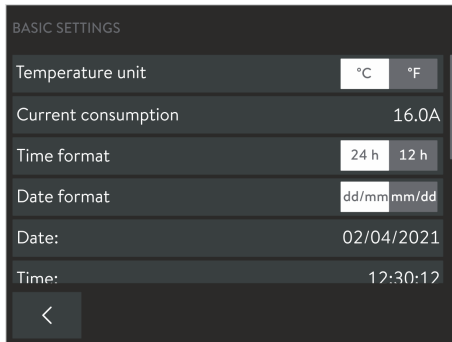 BASIC SETTINGS
Temperature unit °C °F
Current consumption 16.0A
Time format 24 h 12 h
Date format dd/mm mm/dd
Date: 02/04/2021
Time: 12:30:12